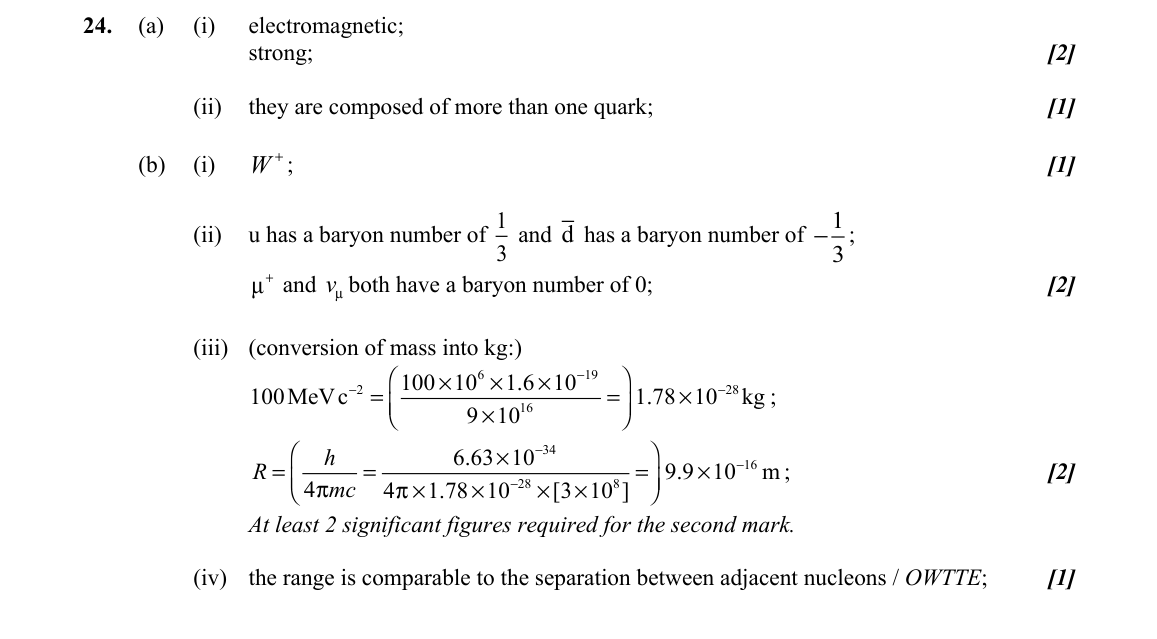 24. (a) (i) electromagnetic;
strong; [2]
(ii) they are composed of more than one quark; [1]
(b) (i) W⁺; [1]
(ii) u has a baryon number of 1/3 and d̅ has a baryon number of −1/3;
μ⁺ and ν_μ both have a baryon number of 0; [2]
(iii) (conversion of mass into kg:)
100 MeV c⁻² = ( (100×10⁶ ×1.6×10⁻¹⁹)/(9×10¹⁶) = ) 1.78×10⁻²⁸ kg ;
R = ( h/(4πmc) = (6.63×10⁻³⁴)/(4π×1.78×10⁻²⁸ ×[3×10⁸]) = ) 9.9×10⁻¹⁶ m ; [2]
At least 2 significant figures required for the second mark.
(iv) the range is comparable to the separation between adjacent nucleons / OWTTE; [1]